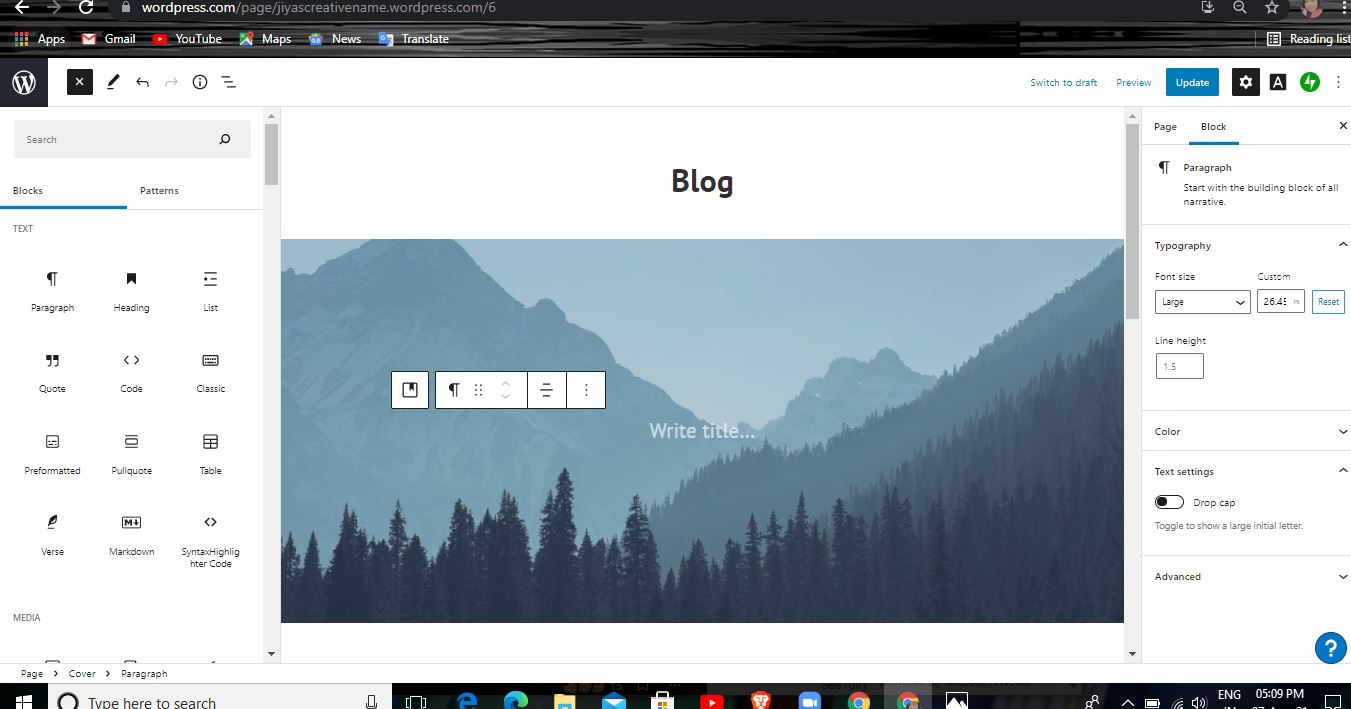 wordpress.com/page/jiyascreativename.wordpress.com/6
Apps Gmail YouTube Maps News Translate Reading list
Switch to draft Preview Update
Search
Blocks Patterns
TEXT
Paragraph Heading List
Quote Code Classic
Preformatted Pullquote Table
Verse Markdown SyntaxHighlig
hter Code
MEDIA
Blog
Write title...
Page Block
Paragraph
Start with the building block of all
narrative.
Typography
Font size Custom
Large 26.45 PX Reset
Line height
1.5
Color
Text settings
Drop cap
Toggle to show a large initial letter.
Advanced
Page > Cover > Paragraph
Type here to search
ENG 05:09 PM